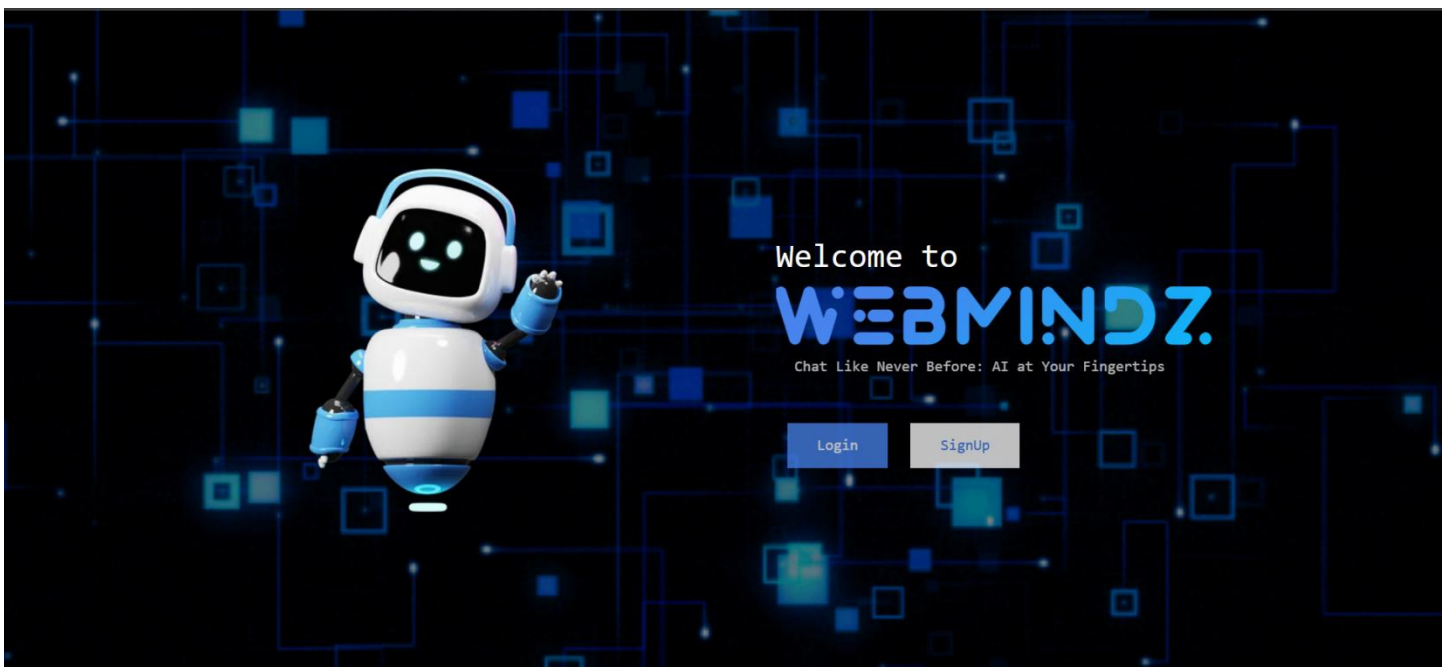 Welcome to
WEBMINDZ.
Chat Like Never Before: AI at Your Fingertips
Login
SignUp